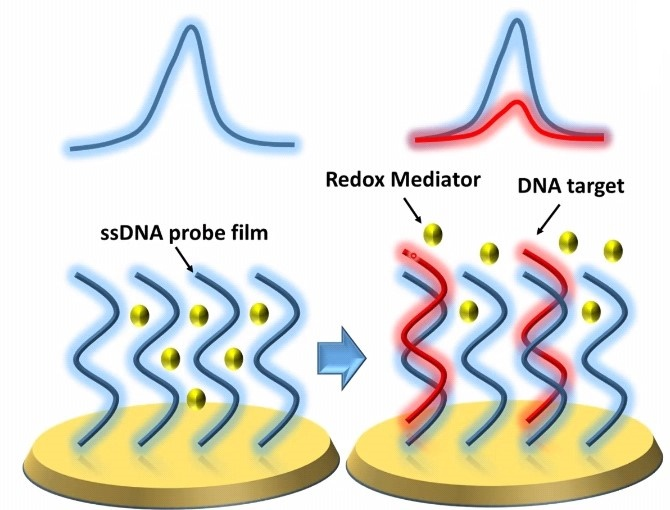 Redox Mediator
DNA target
ssDNA probe film